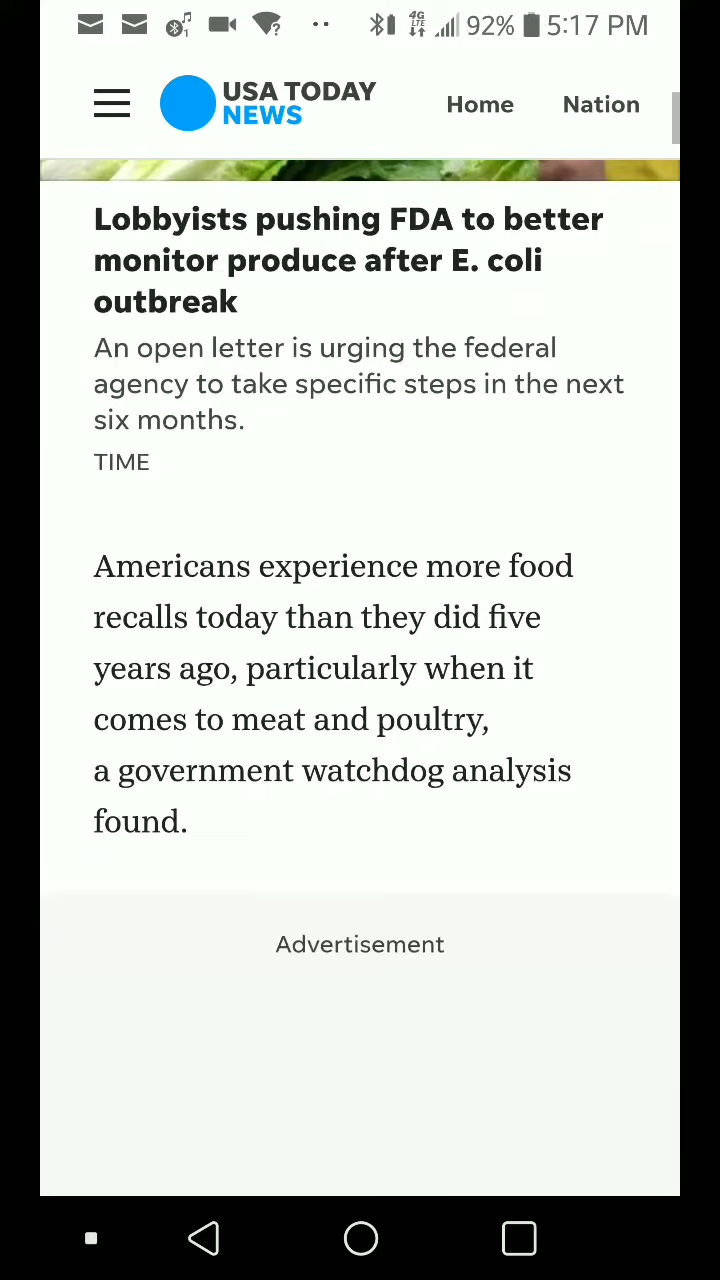 4G
LTE
92%
5:17 PM
USA TODAY
NEWS
Home
Nation
Lobbyists pushing FDA to better
monitor produce after E. coli
outbreak
An open letter is urging the federal
agency to take specific steps in the next
six months.
TIME
Americans experience more food
recalls today than they did five
years ago, particularly when it
comes to meat and poultry,
a government watchdog analysis
found.
Advertisement